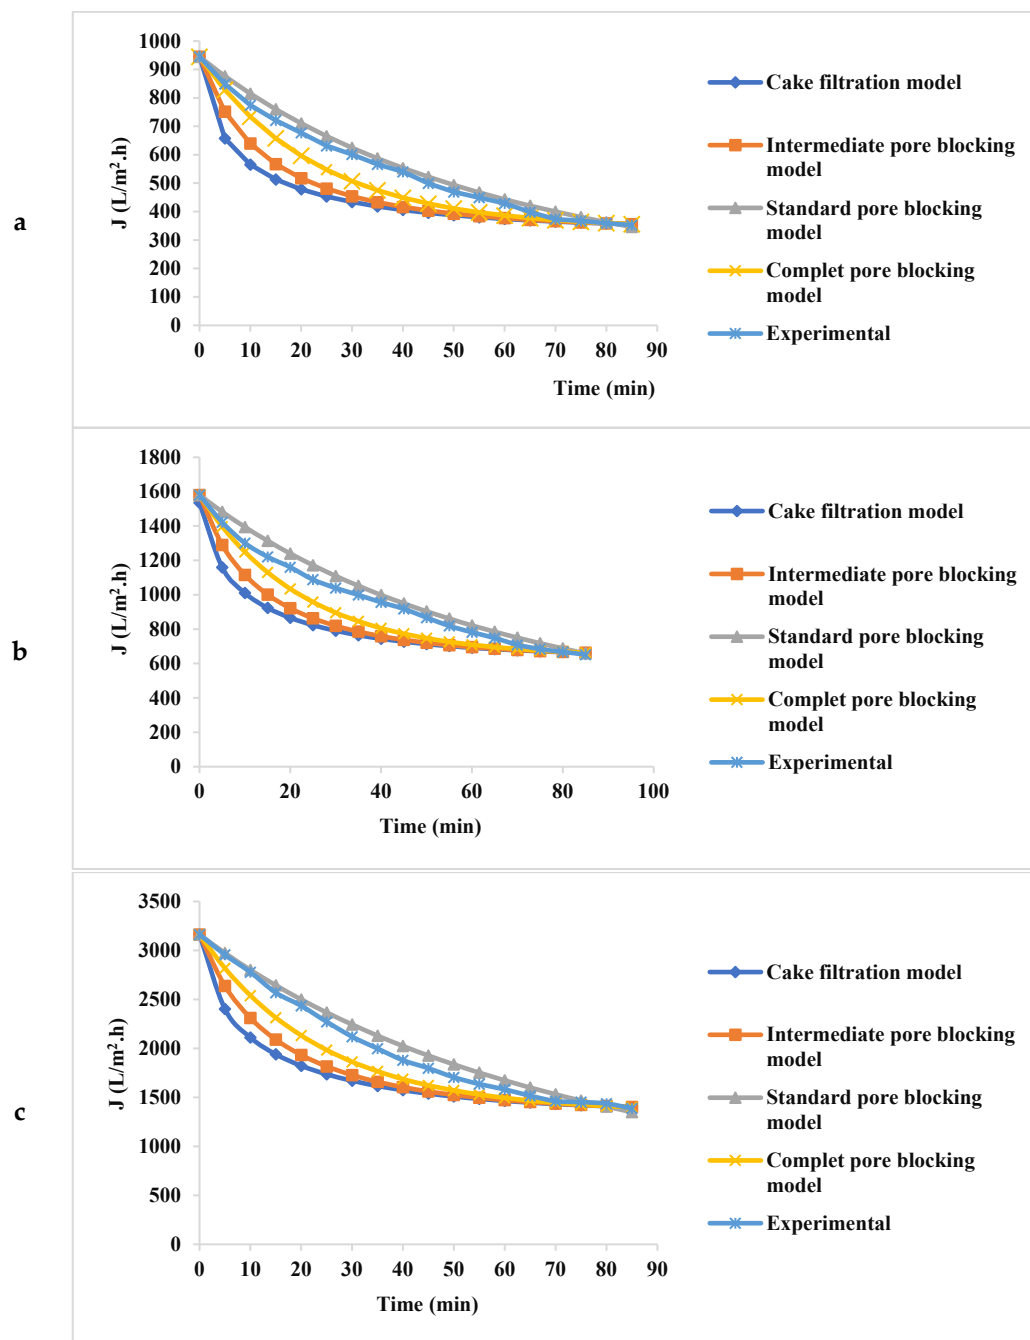 a
J (L/m².h)
1000
900
800
700
600
500
400
300
200
100
0
0 10 20 30 40 50 60 70 80 90
Time (min)
Cake filtration model
Intermediate pore blocking
model
Standard pore blocking
model
Complet pore blocking
model
Experimental
b
J (L/m².h)
1800
1600
1400
1200
1000
800
600
400
200
0
0 20 40 60 80 100
Time (min)
Cake filtration model
Intermediate pore blocking
model
Standard pore blocking
model
Complet pore blocking
model
Experimental
c
J (L/m².h)
3500
3000
2500
2000
1500
1000
500
0
0 10 20 30 40 50 60 70 80 90
Time (min)
Cake filtration model
Intermediate pore blocking
model
Standard pore blocking
model
Complet pore blocking
model
Experimental